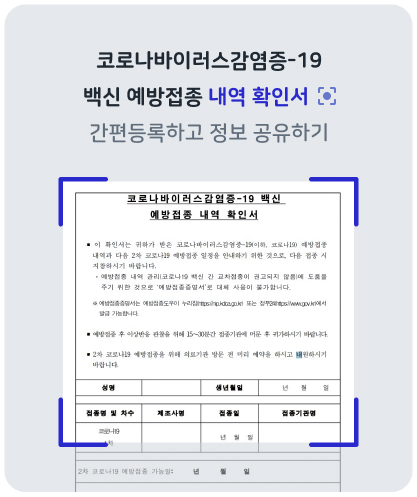 코로나바이러스감염증-19
백신 예방접종 내역 확인서
간편등록하고 정보 공유하기
코로나바이러스감염증-19 백신
예방접종 내역 확인서
▪ 이 확인서는 귀하가 받은 코로나바이러스감염증-19(이하, 코로나19) 예방접종
내역과 다음 2차 코로나19 예방접종 일정을 안내하기 위한 것으로, 다음 접종 시
지참하시기 바랍니다.
- 예방접종 내역 관리(코로나19 백신 간 교차접종이 권고되지 않음)에 도움을
주기 위한 것으로 '예방접종증명서'로 대체 사용이 불가합니다.
※ 예방접종증명서는 예방접종도우미 누리집(https://nip.kdca.go.kr) 또는 정부24(https://www.gov.kr)에서
발급 가능합니다.
▪ 예방접종 후 이상반응 관찰을 위해 15~30분간 접종기관에 머문 후 귀가하시기 바랍니다.
▪ 2차 코로나19 예방접종을 위해 의료기관 방문 전 미리 예약을 하시고 내원하시기
바랍니다.
성명 생년월일 년 월 일
접종명 및 차수 제조사명 접종일 접종기관명
코로나19
차 년 월 일
2차 코로나19 예방접종 가능일: 년 월 일